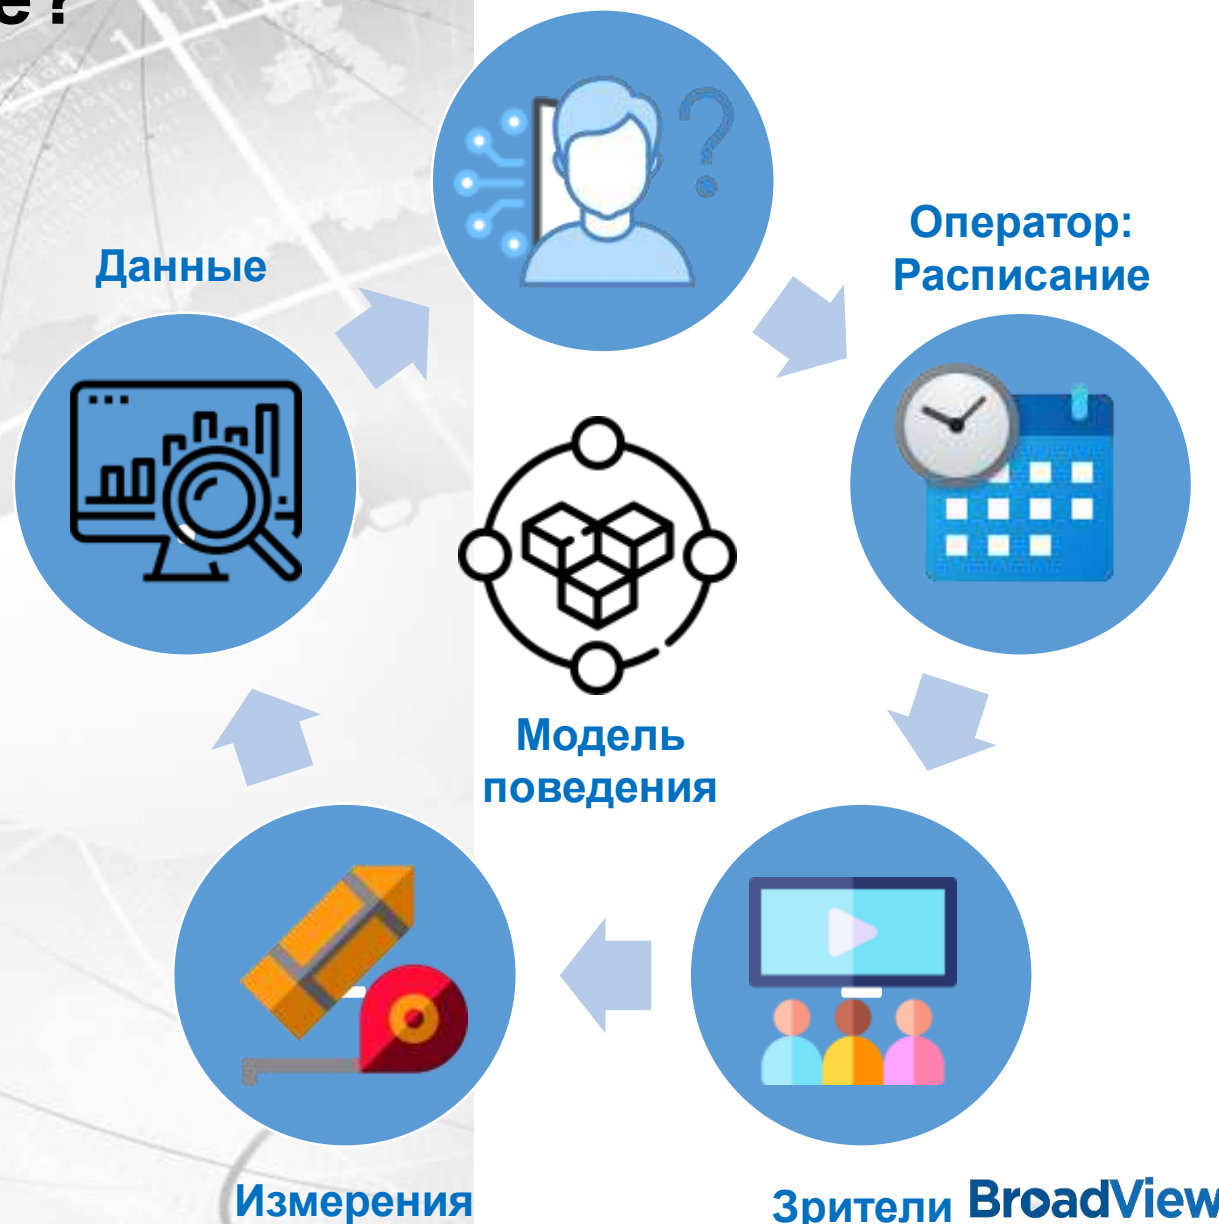 е?
Данные
Оператор:
Расписание
Модель
поведения
Измерения
Зрители BroadView